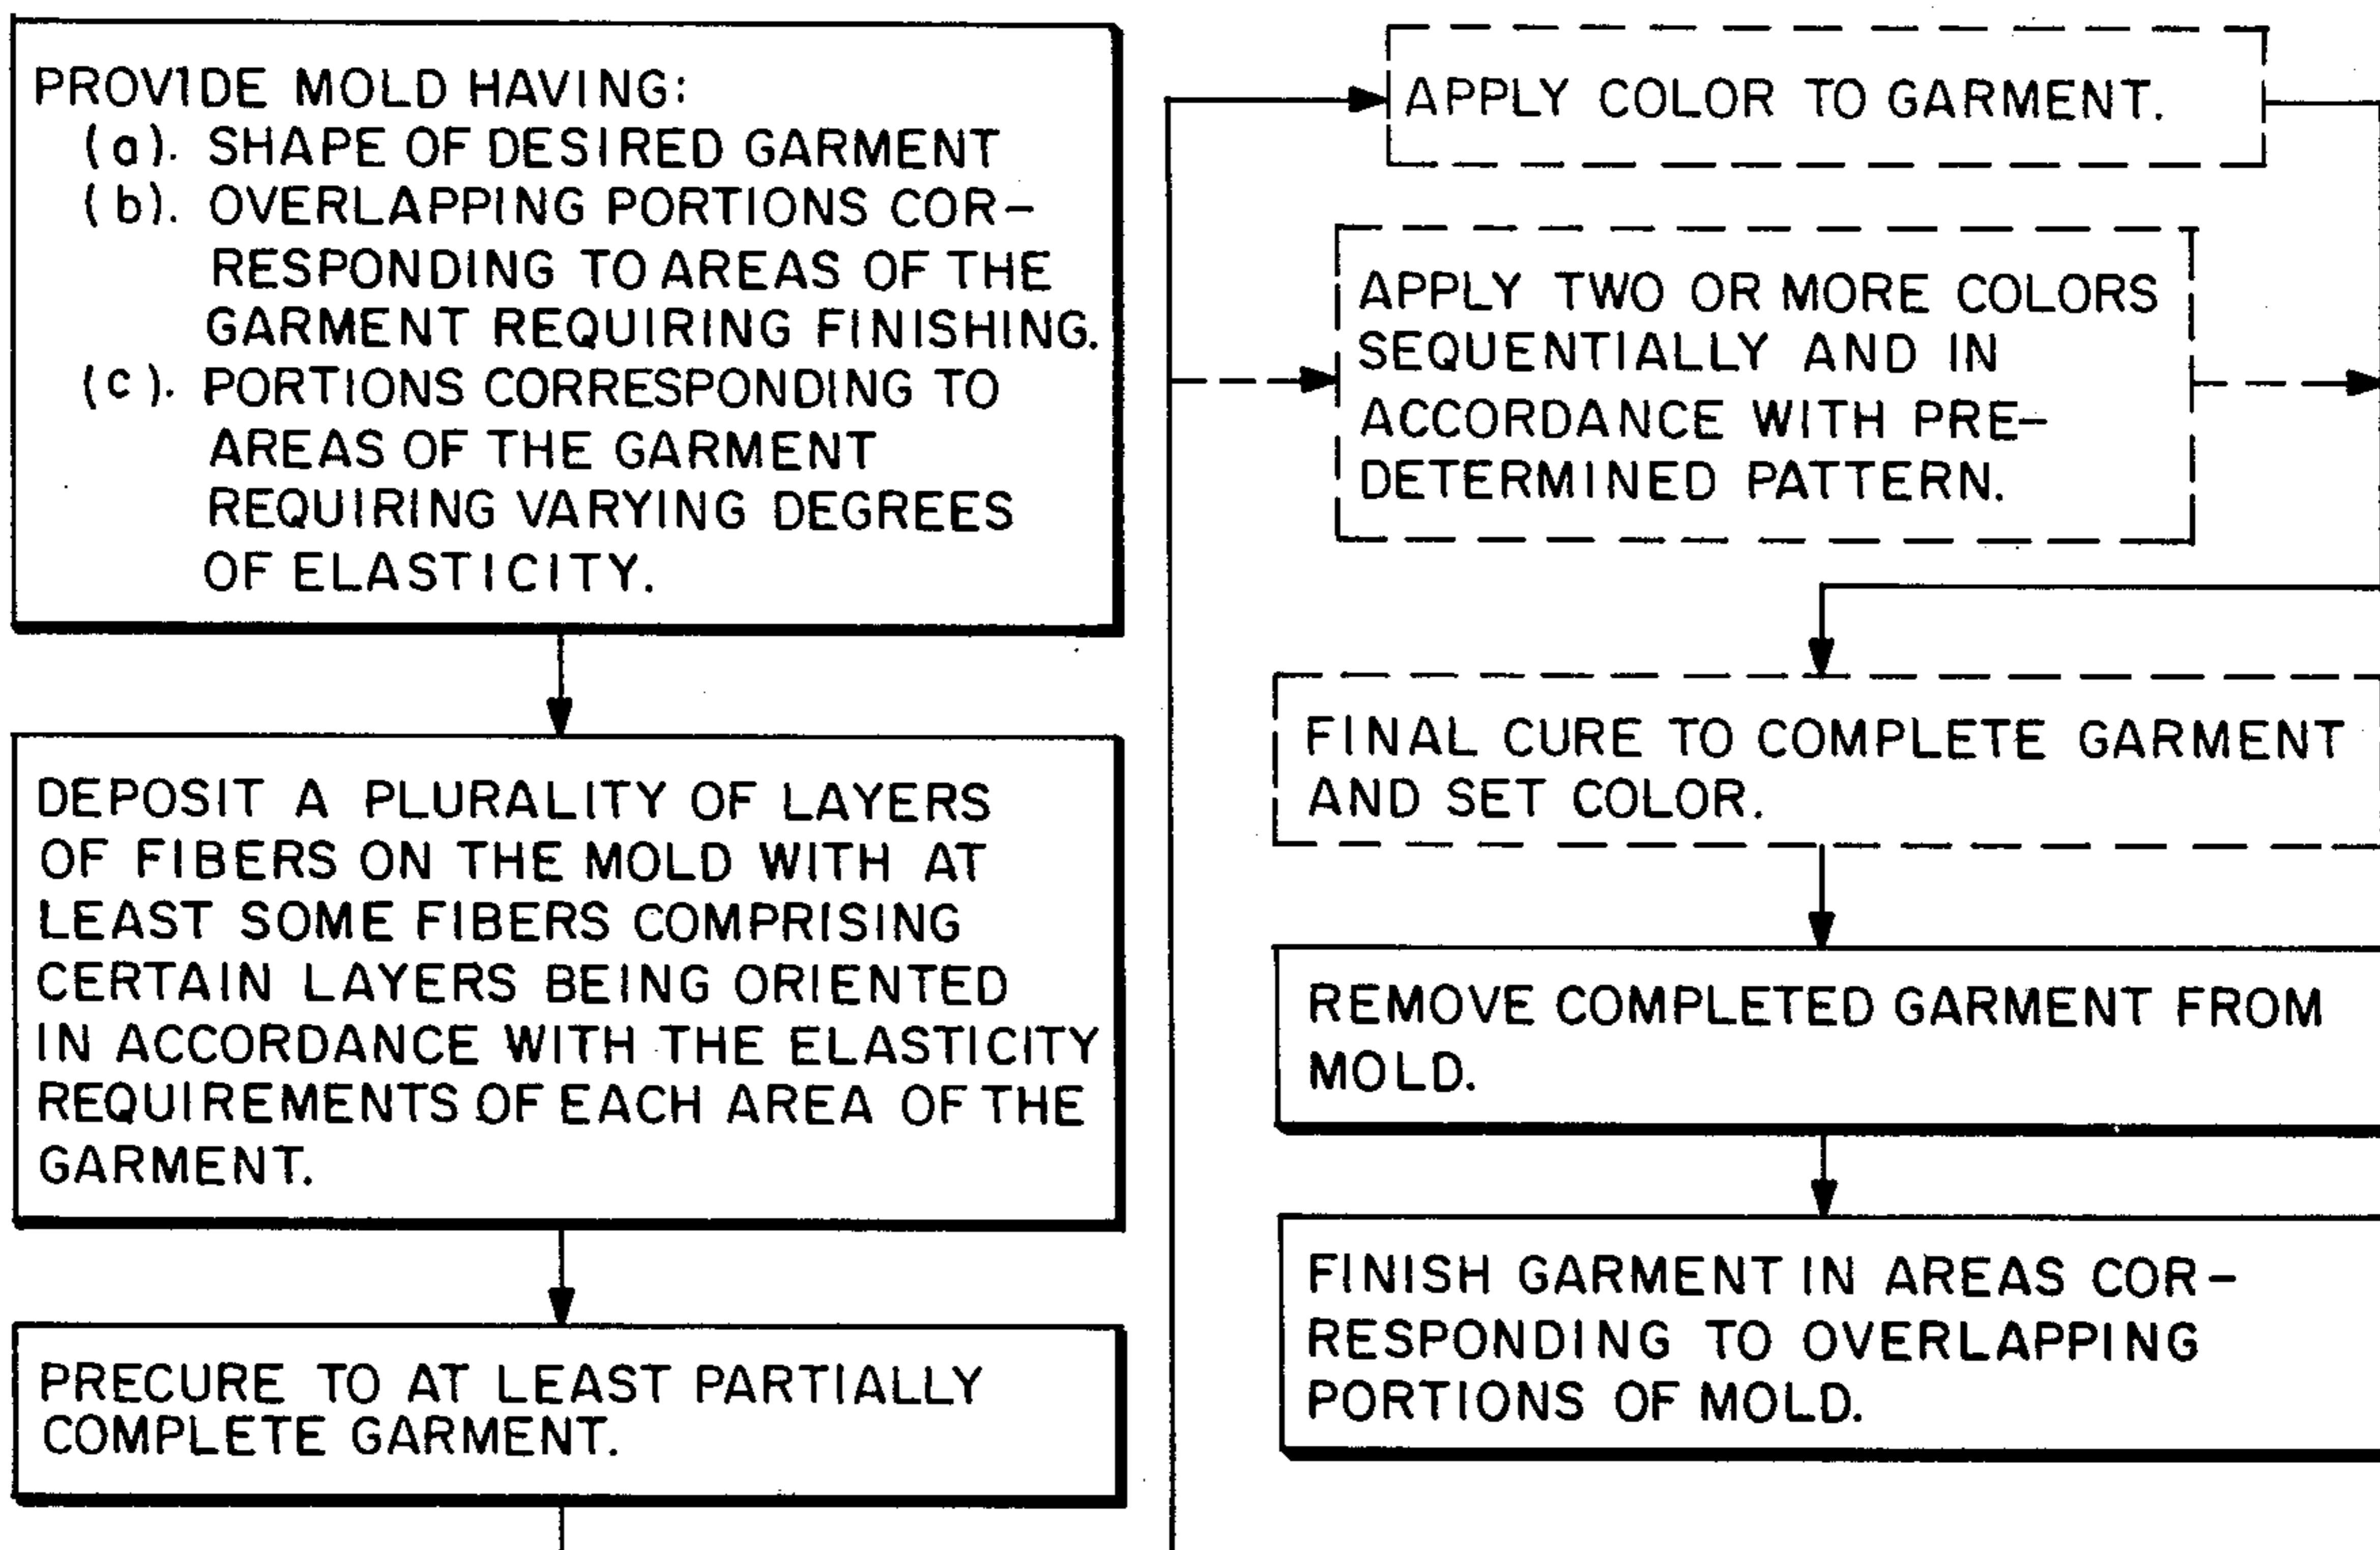 PROVIDE MOLD HAVING:
(a). SHAPE OF DESIRED GARMENT
(b). OVERLAPPING PORTIONS COR-
RESPONDING TO AREAS OF THE
GARMENT REQUIRING FINISHING.
(c). PORTIONS CORRESPONDING TO
AREAS OF THE GARMENT
REQUIRING VARYING DEGREES
OF ELASTICITY.
DEPOSIT A PLURALITY OF LAYERS
OF FIBERS ON THE MOLD WITH AT
LEAST SOME FIBERS COMPRISING
CERTAIN LAYERS BEING ORIENTED
IN ACCORDANCE WITH THE ELASTICITY
REQUIREMENTS OF EACH AREA OF THE
GARMENT.
PRECURE TO AT LEAST PARTIALLY
COMPLETE GARMENT.
APPLY COLOR TO GARMENT.
APPLY TWO OR MORE COLORS
SEQUENTIALLY AND IN
ACCORDANCE WITH PRE-
DETERMINED PATTERN.
FINAL CURE TO COMPLETE GARMENT
AND SET COLOR.
REMOVE COMPLETED GARMENT FROM
MOLD.
FINISH GARMENT IN AREAS COR-
RESPONDING TO OVERLAPPING
PORTIONS OF MOLD.